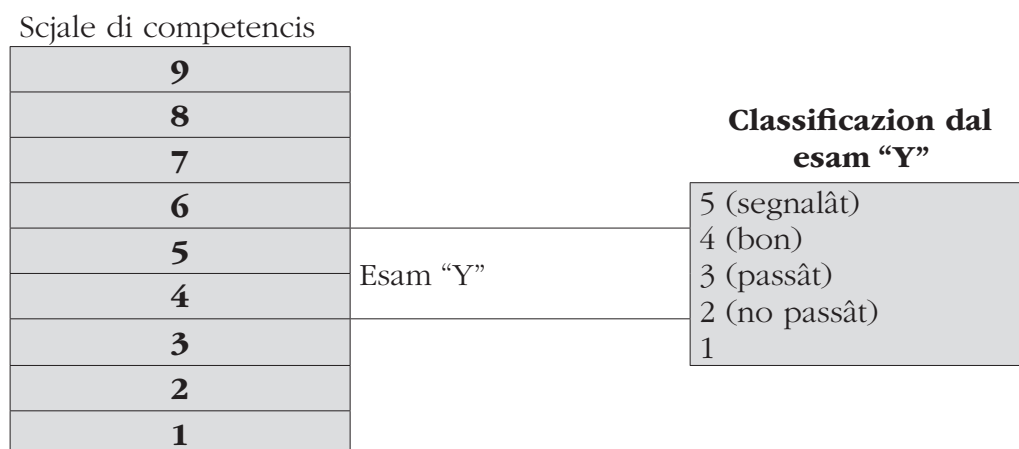 Scjale di competencis
9
8
7
6
5
4
3
2
1
Esam “Y”
Classificazion dal
esam “Y”
5 (segnalât)
4 (bon)
3 (passât)
2 (no passât)
1